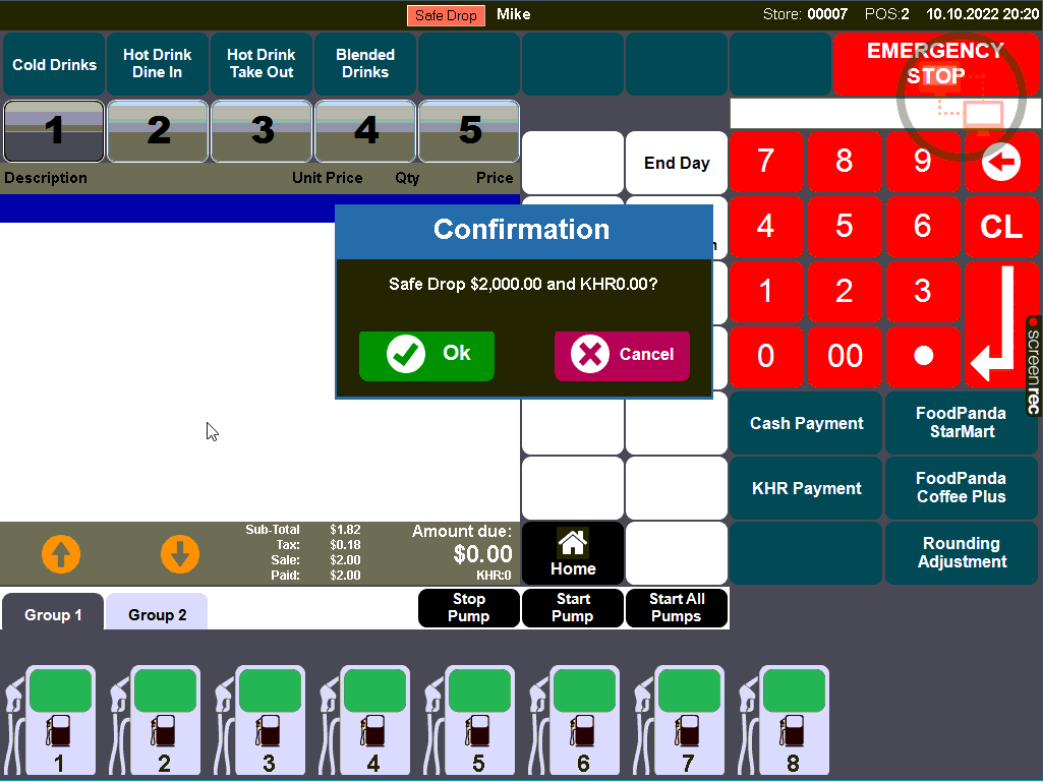 Safe Drop Mike Store: 00007 POS:2 10.10.2022 20:20
Cold Drinks
Hot Drink
Dine In
Hot Drink
Take Out
Blended
Drinks
EMERGENCY
STOP
1 2 3 4 5
Description Unit Price Qty Price
End Day
7 8 9
4 5 6 CL
1 2 3
0 00
Confirmation
Safe Drop $2,000.00 and KHR0.00?
Ok Cancel
screenrec
Cash Payment
FoodPanda
StarMart
KHR Payment
FoodPanda
Coffee Plus
Rounding
Adjustment
Sub-Total $1.82
Tax: $0.18
Sale: $2.00
Paid: $2.00
Amount due:
$0.00
KHR:0
Home
Group 1 Group 2
Stop
Pump
Start
Pump
Start All
Pumps
1 2 3 4 5 6 7 8